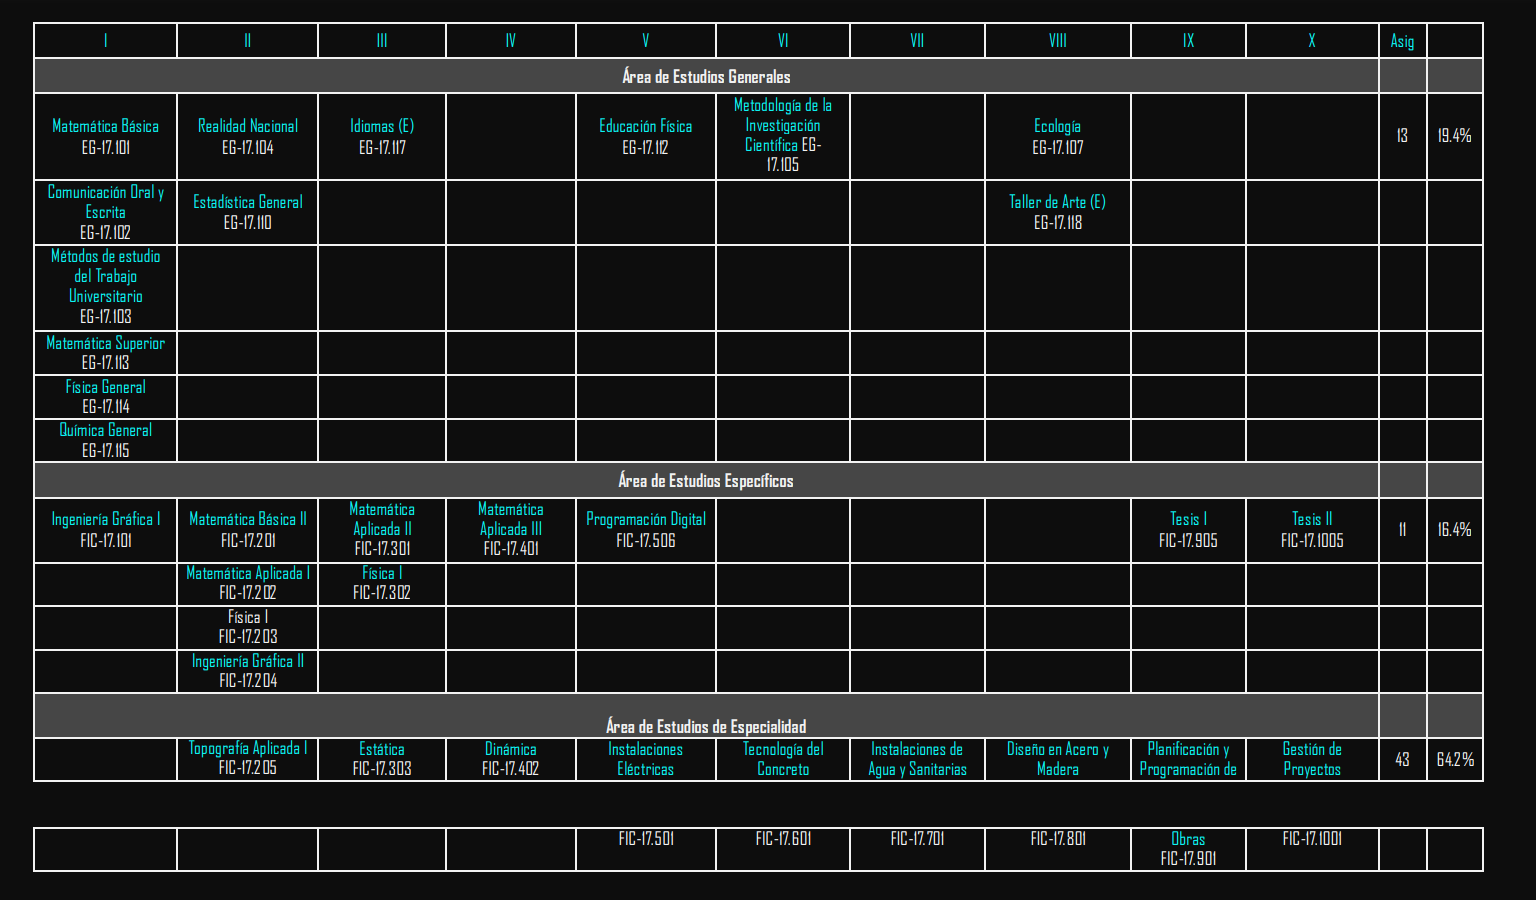 I II III IV V VI VII VIII IX X Asig
Área de Estudios Generales
Matemática Básica
EG-17.101
Realidad Nacional
EG-17.104
Idiomas (E)
EG-17.117
Educación Física
EG-17.112
Metodología de la
Investigación
Científica EG-
17.105
Ecología
EG-17.107
13
19.4%
Comunicación Oral y
Escrita
EG-17.102
Estadística General
EG-17.110
Taller de Arte (E)
EG-17.118
Métodos de estudio
del Trabajo
Universitario
EG-17.103
Matemática Superior
EG-17.113
Física General
EG-17.114
Química General
EG-17.115
Área de Estudios Específicos
Ingeniería Gráfica I
FIC-17.101
Matemática Básica II
FIC-17.201
Matemática
Aplicada II
FIC-17.301
Matemática
Aplicada III
FIC-17.401
Programación Digital
FIC-17.506
Tesis I
FIC-17.905
Tesis II
FIC-17.1005
11
16.4%
Matemática Aplicada I
FIC-17.202
Física I
FIC-17.302
Física I
FIC-17.203
Ingeniería Gráfica II
FIC-17.204
Área de Estudios de Especialidad
Topografía Aplicada I
FIC-17.205
Estática
FIC-17.303
Dinámica
FIC-17.402
Instalaciones
Eléctricas
Tecnología del
Concreto
Instalaciones de
Agua y Sanitarias
Diseño en Acero y
Madera
Planificación y
Programación de
Gestión de
Proyectos
43
64.2%
FIC-17.501
FIC-17.601
FIC-17.701
FIC-17.801
Obras
FIC-17.901
FIC-17.1001